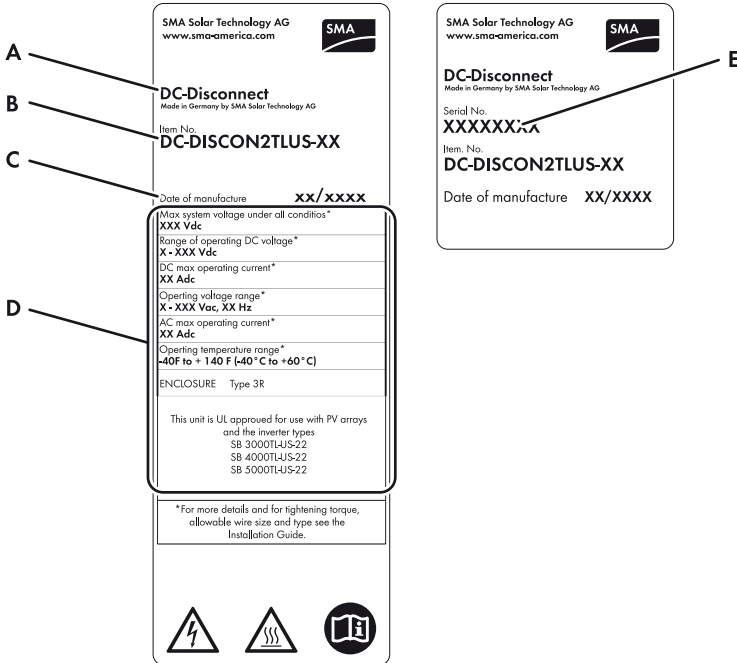 SMA Solar Technology AG
www.sma-america.com
SMA
A
DC-Disconnect
Made in Germany by SMA Solar Technology AG
B
Item No.
DC-DISCON2TLUS-XX
C
Date of manufacture xx/xxxx
Max system voltage under all conditios*
XXX Vdc
Range of operating DC voltage*
X - XXX Vdc
DC max operating current*
XX Adc
D
Operting voltage range*
X - XXX Vac, XX Hz
AC max operating current*
XX Adc
Operting temperature range*
-40F to + 140 F (-40°C to +60°C)
ENCLOSURE Type 3R
This unit is UL approued for use with PV arrays
and the inverter types
SB 3000TL-US-22
SB 4000TL-US-22
SB 5000TL-US-22
*For more details and for tightening torque,
allowable wire size and type see the
Installation Guide.
SMA Solar Technology AG
www.sma-america.com
SMA
E
DC-Disconnect
Made in Germany by SMA Solar Technology AG
Serial No.
XXXXXXXX
Item. No.
DC-DISCON2TLUS-XX
Date of manufacture XX/XXXX